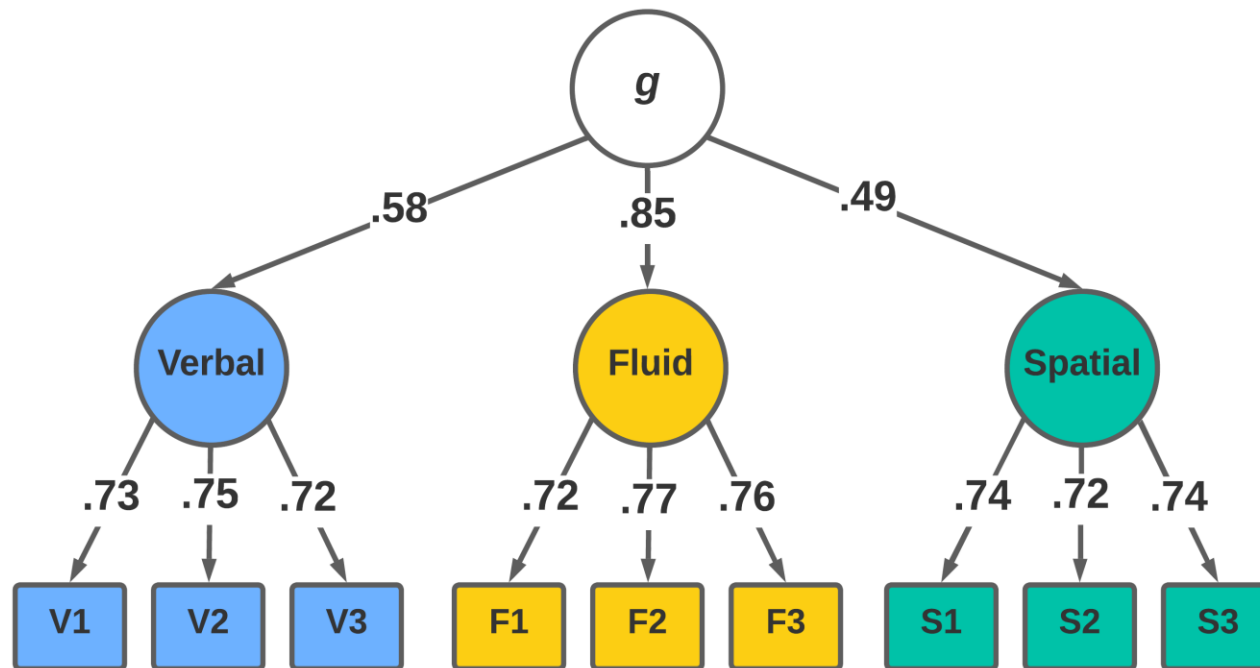 g
.58
.85
.49
Verbal
Fluid
Spatial
.73 .75 .72
.72 .77 .76
.74 .72 .74
V1 V2 V3
F1 F2 F3
S1 S2 S3